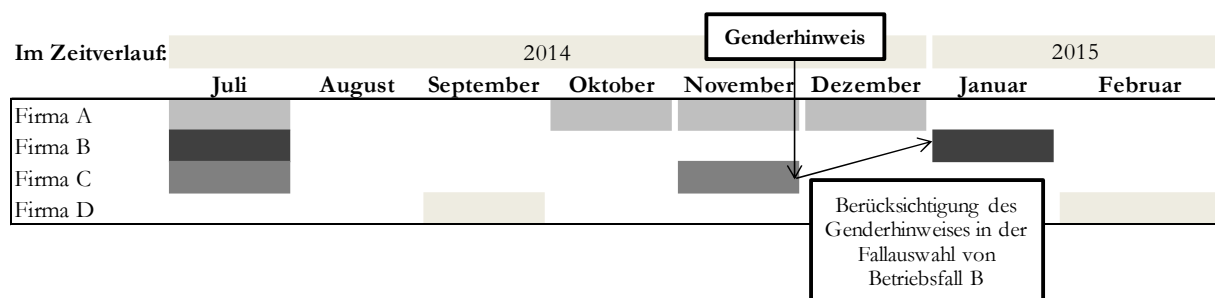 Genderhinweis
Im Zeitverlauf: 2014 2015
Juli August September Oktober November Dezember Januar Februar
Firma A
Firma B
Firma C
Firma D
Berücksichtigung des
Genderhinweises in der
Fallauswahl von
Betriebsfall B